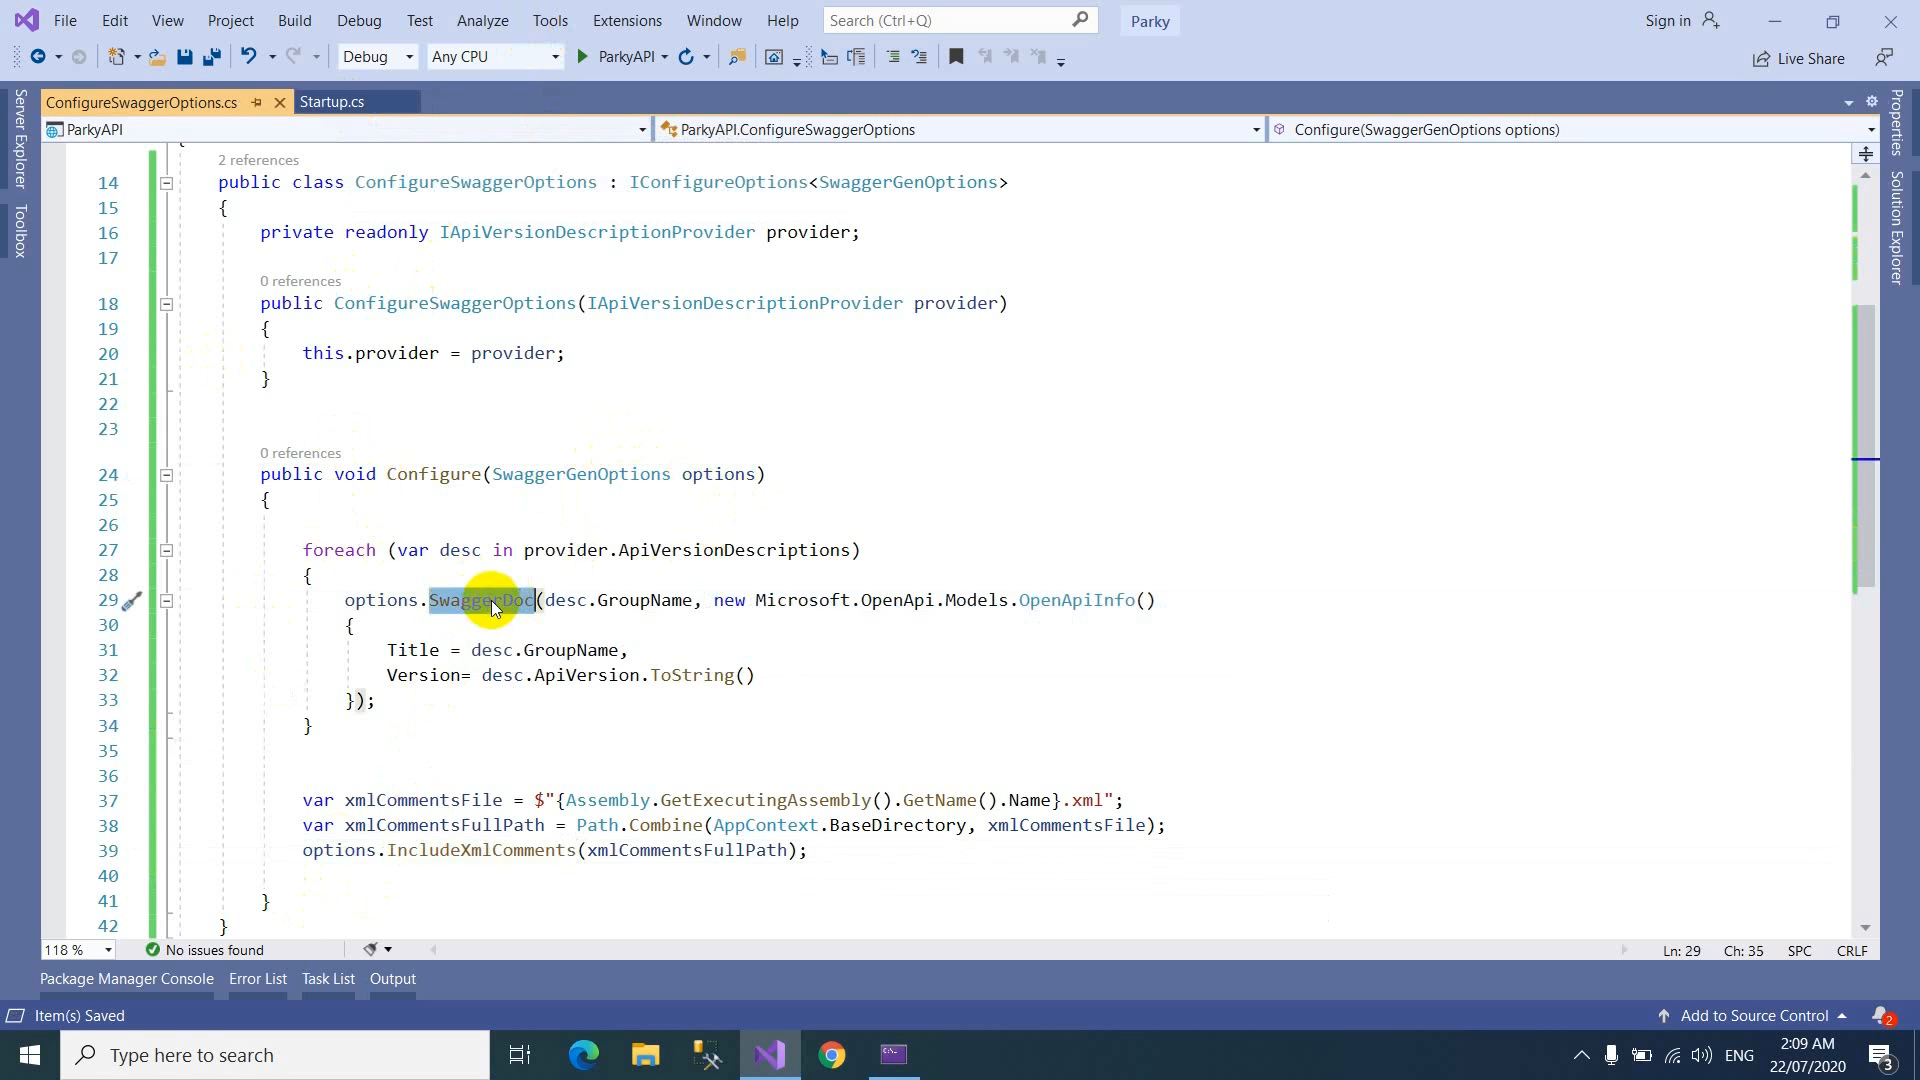 File Edit View Project Build Debug Test Analyze Tools Extensions Window Help Search (Ctrl+Q) Parky Sign in
Debug Any CPU ParkyAPI Live Share
ConfigureSwaggerOptions.cs Startup.cs
ParkyAPI ParkyAPI.ConfigureSwaggerOptions Configure(SwaggerGenOptions options)
Server Explorer
Toolbox
Properties
Solution Explorer
{
2 references
14 public class ConfigureSwaggerOptions : IConfigureOptions<SwaggerGenOptions>
15 {
16 private readonly IApiVersionDescriptionProvider provider;
17
0 references
18 public ConfigureSwaggerOptions(IApiVersionDescriptionProvider provider)
19 {
20 this.provider = provider;
21 }
22
23
0 references
24 public void Configure(SwaggerGenOptions options)
25 {
26
27 foreach (var desc in provider.ApiVersionDescriptions)
28 {
29 options.SwaggerDoc(desc.GroupName, new Microsoft.OpenApi.Models.OpenApiInfo()
30 {
31 Title = desc.GroupName,
32 Version= desc.ApiVersion.ToString()
33 });
34 }
35
36
37 var xmlCommentsFile = $"{Assembly.GetExecutingAssembly().GetName().Name}.xml";
38 var xmlCommentsFullPath = Path.Combine(AppContext.BaseDirectory, xmlCommentsFile);
39 options.IncludeXmlComments(xmlCommentsFullPath);
40
41 }
42 }
118 % No issues found Ln: 29 Ch: 35 SPC CRLF
Package Manager Console Error List Task List Output
Item(s) Saved Add to Source Control 2
Type here to search ENG 2:09 AM
22/07/2020 3